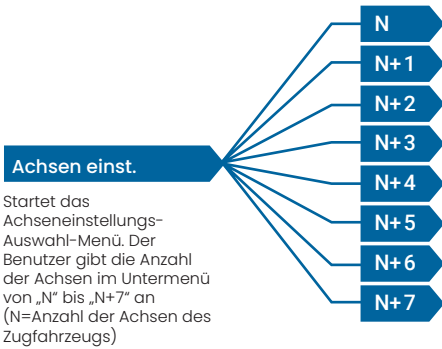 Achsen einst.
Startet das
Achseneinstellungs-
Auswahl-Menü. Der
Benutzer gibt die Anzahl
der Achsen im Untermenü
von „N“ bis „N+7“ an
(N=Anzahl der Achsen des
Zugfahrzeugs)
N
N+1
N+2
N+3
N+4
N+5
N+6
N+7